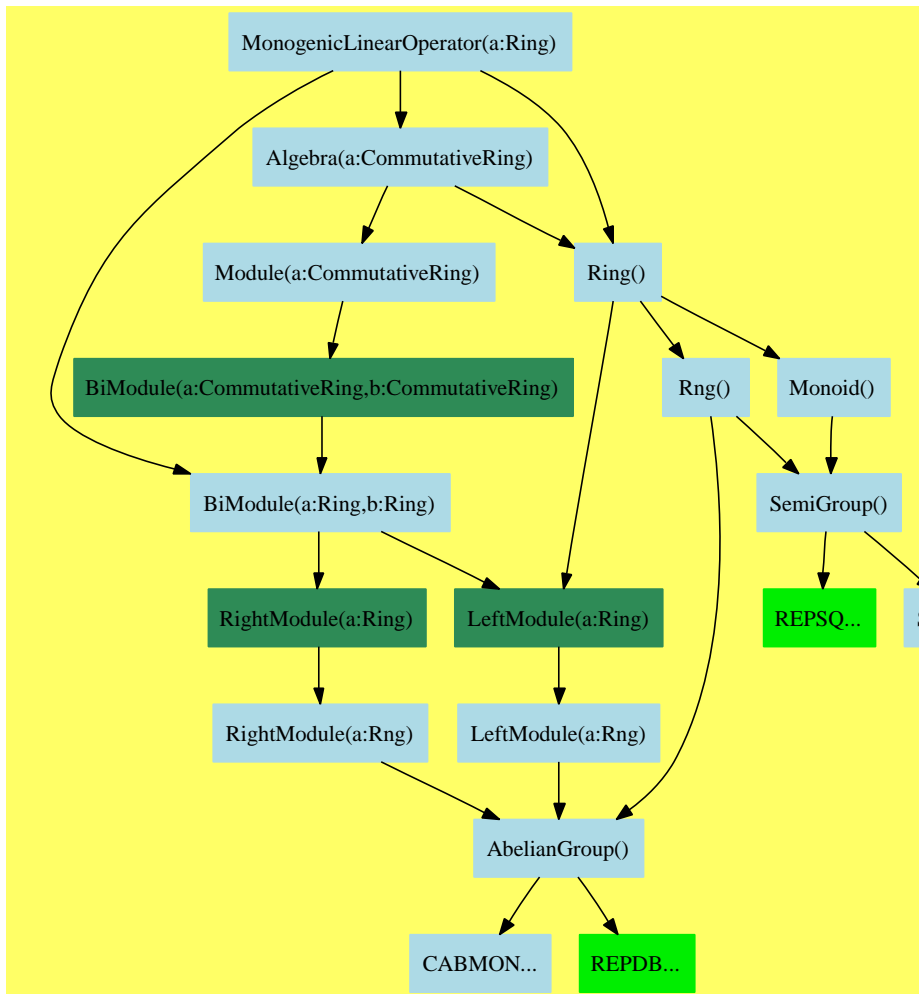 MonogenicLinearOperator(a:Ring)
Algebra(a:CommutativeRing)
Module(a:CommutativeRing)
Ring()
BiModule(a:CommutativeRing,b:CommutativeRing)
Rng()
Monoid()
BiModule(a:Ring,b:Ring)
SemiGroup()
RightModule(a:Ring)
LeftModule(a:Ring)
REPSQ...
RightModule(a:Rng)
LeftModule(a:Rng)
AbelianGroup()
CABMON...
REPDB...